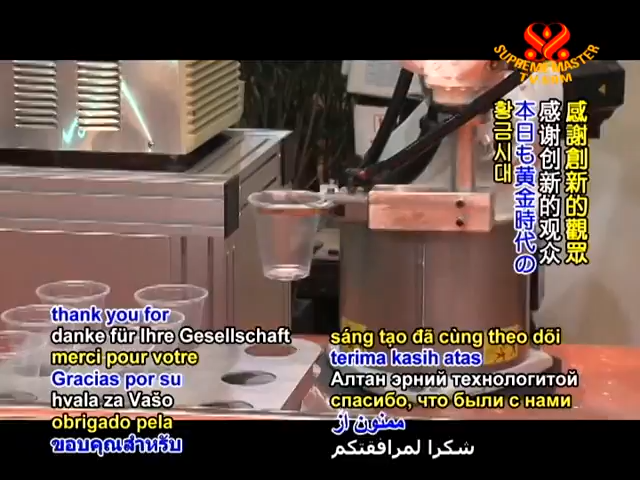 SUPREME MASTER
TV.COM
感謝創新的觀眾
感谢创新的观众
本日も黄金時代の
황금시대
thank you for
danke für Ihre Gesellschaft
merci pour votre
Gracias por su
hvala za Vašo
obrigado pela
ขอบคุณสำหรับ
sáng tạo đã cùng theo dõi
terima kasih atas
Алтан эрний технологитой
спасибо, что были с нами
ممنون از
شكرا لمرافقتكم